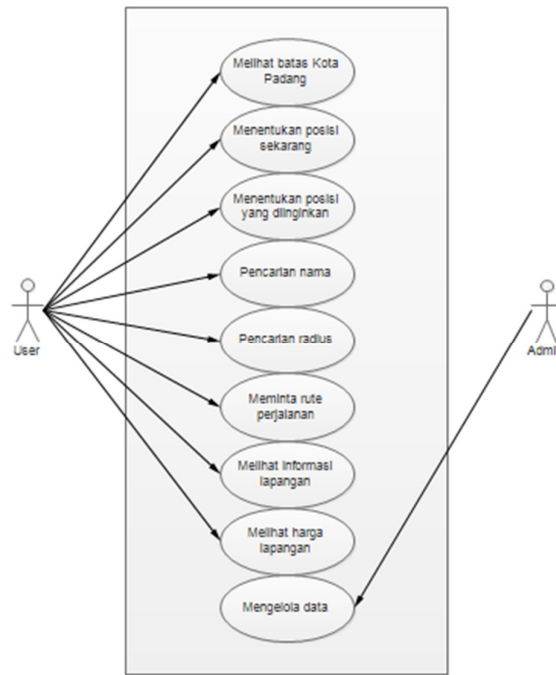 Melihat batas Kota
Padang
Menentukan posisi
sekarang
Menentukan posisi
yang diinginkan
Pencarian nama
Pencarian radius
Meminta rute
perjalanan
Melihat informasi
lapangan
Melihat harga
lapangan
Mengelola data
User
Admi